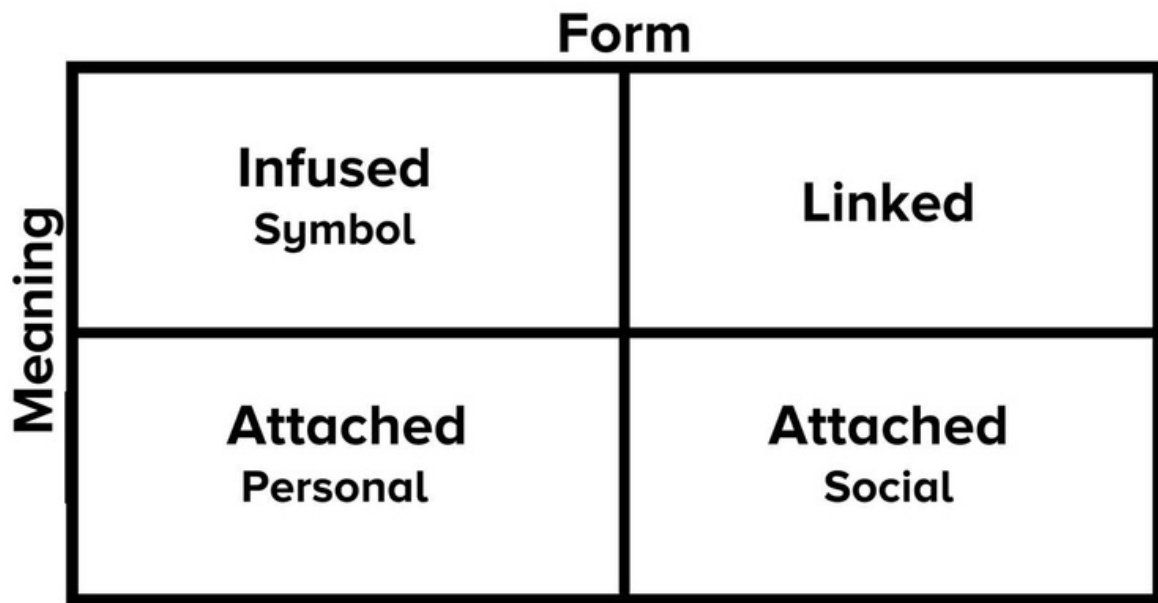 Form
Meaning
Infused
Symbol
Linked
Attached
Personal
Attached
Social